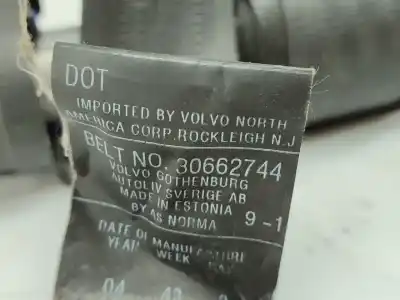 DOT
IMPORTED BY VOLVO NORTH
AMERICA CORP.ROCKLEIGH N.J
BELT NO. 30662744
VOLVO GOTHENBURG
AUTOLIV SVERIGE AB
MADE IN ESTONIA
BY AS NORMA 9-1
DATE OF MANUFACTURE
YEAR WEEK DAY
04 43